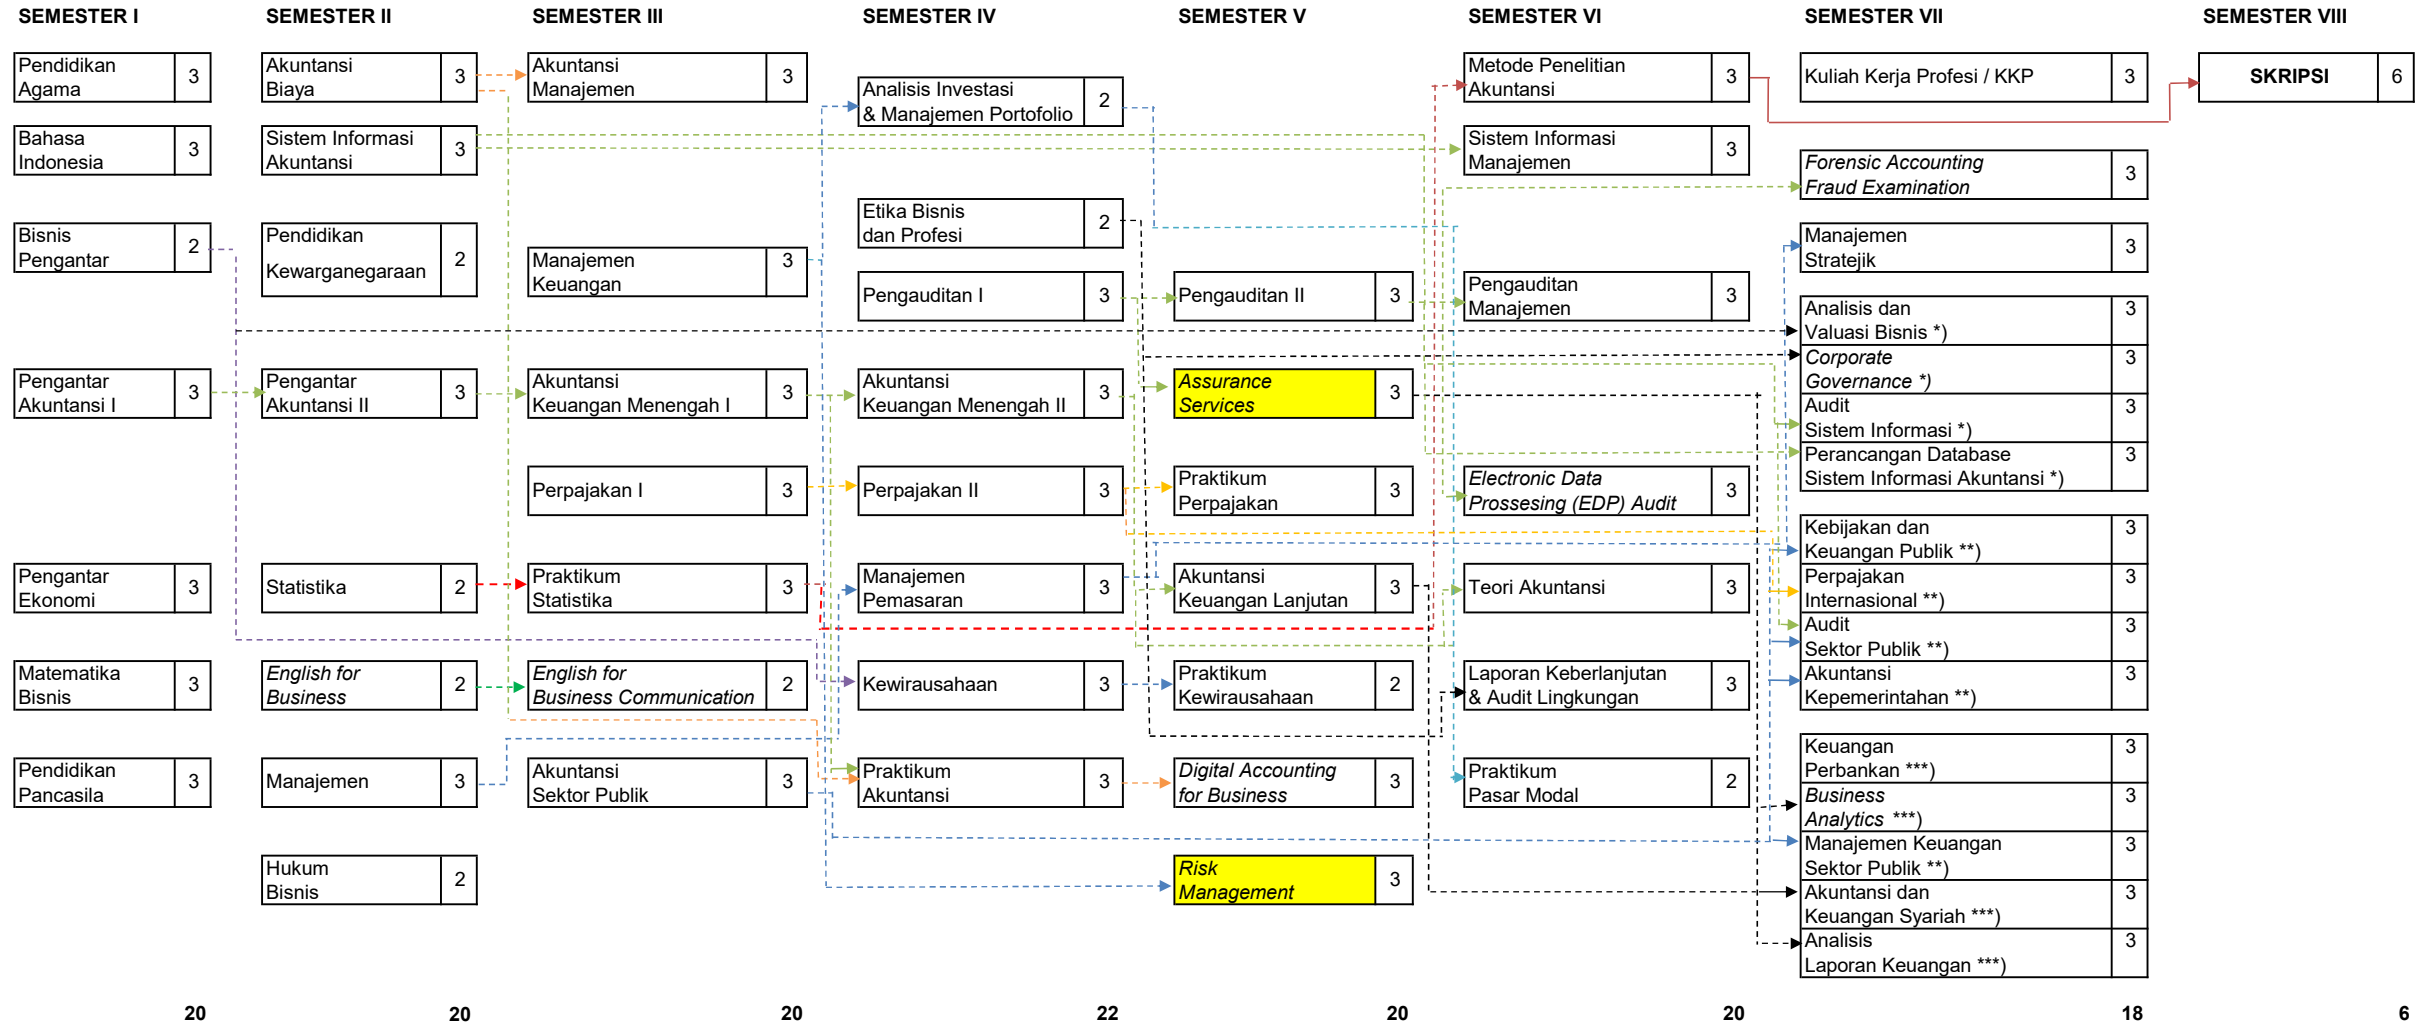 SEMESTER I
Pendidikan
Agama
3
Bahasa
Indonesia
3
Bisnis
Pengantar
2
Pengantar
Akuntansi I
3
Pengantar
Ekonomi
3
Matematika
Bisnis
3
Pendidikan
Pancasila
3
20
SEMESTER II
Akuntansi
Biaya
3
Sistem Informasi
Akuntansi
3
Pendidikan
Kewarganegaraan
2
Pengantar
Akuntansi II
3
Statistika
2
English for
Business
2
Manajemen
3
Hukum
Bisnis
2
20
SEMESTER III
Akuntansi
Manajemen
3
Manajemen
Keuangan
3
Akuntansi
Keuangan Menengah I
3
Perpajakan I
3
Praktikum
Statistika
3
English for
Business Communication
2
Akuntansi
Sektor Publik
3
20
SEMESTER IV
Analisis Investasi
& Manajemen Portofolio
2
Etika Bisnis
dan Profesi
2
Pengauditan I
3
Akuntansi
Keuangan Menengah II
3
Perpajakan II
3
Manajemen
Pemasaran
3
Kewirausahaan
3
Praktikum
Akuntansi
3
22
SEMESTER V
Pengauditan II
3
Assurance
Services
3
Praktikum
Perpajakan
3
Akuntansi
Keuangan Lanjutan
3
Praktikum
Kewirausahaan
2
Digital Accounting
for Business
3
Risk
Management
3
20
SEMESTER VI
Metode Penelitian
Akuntansi
3
Sistem Informasi
Manajemen
3
Pengauditan
Manajemen
3
Electronic Data
Prossesing (EDP) Audit
3
Teori Akuntansi
3
Laporan Keberlanjutan
& Audit Lingkungan
3
Praktikum
Pasar Modal
2
20
SEMESTER VII
Kuliah Kerja Profesi / KKP
3
Forensic Accounting
Fraud Examination
3
Manajemen
Stratejik
3
Analisis dan
Valuasi Bisnis *)
3
Corporate
Governance *)
3
Audit
Sistem Informasi *)
3
Perancangan Database
Sistem Informasi Akuntansi *)
3
Kebijakan dan
Keuangan Publik **)
3
Perpajakan
Internasional **)
3
Audit
Sektor Publik **)
3
Akuntansi
Kepemerintahan **)
3
Keuangan
Perbankan ***)
3
Business
Analytics ***)
3
Manajemen Keuangan
Sektor Publik **)
3
Akuntansi dan
Keuangan Syariah ***)
3
Analisis
Laporan Keuangan ***)
3
18
SEMESTER VIII
SKRIPSI
6
6